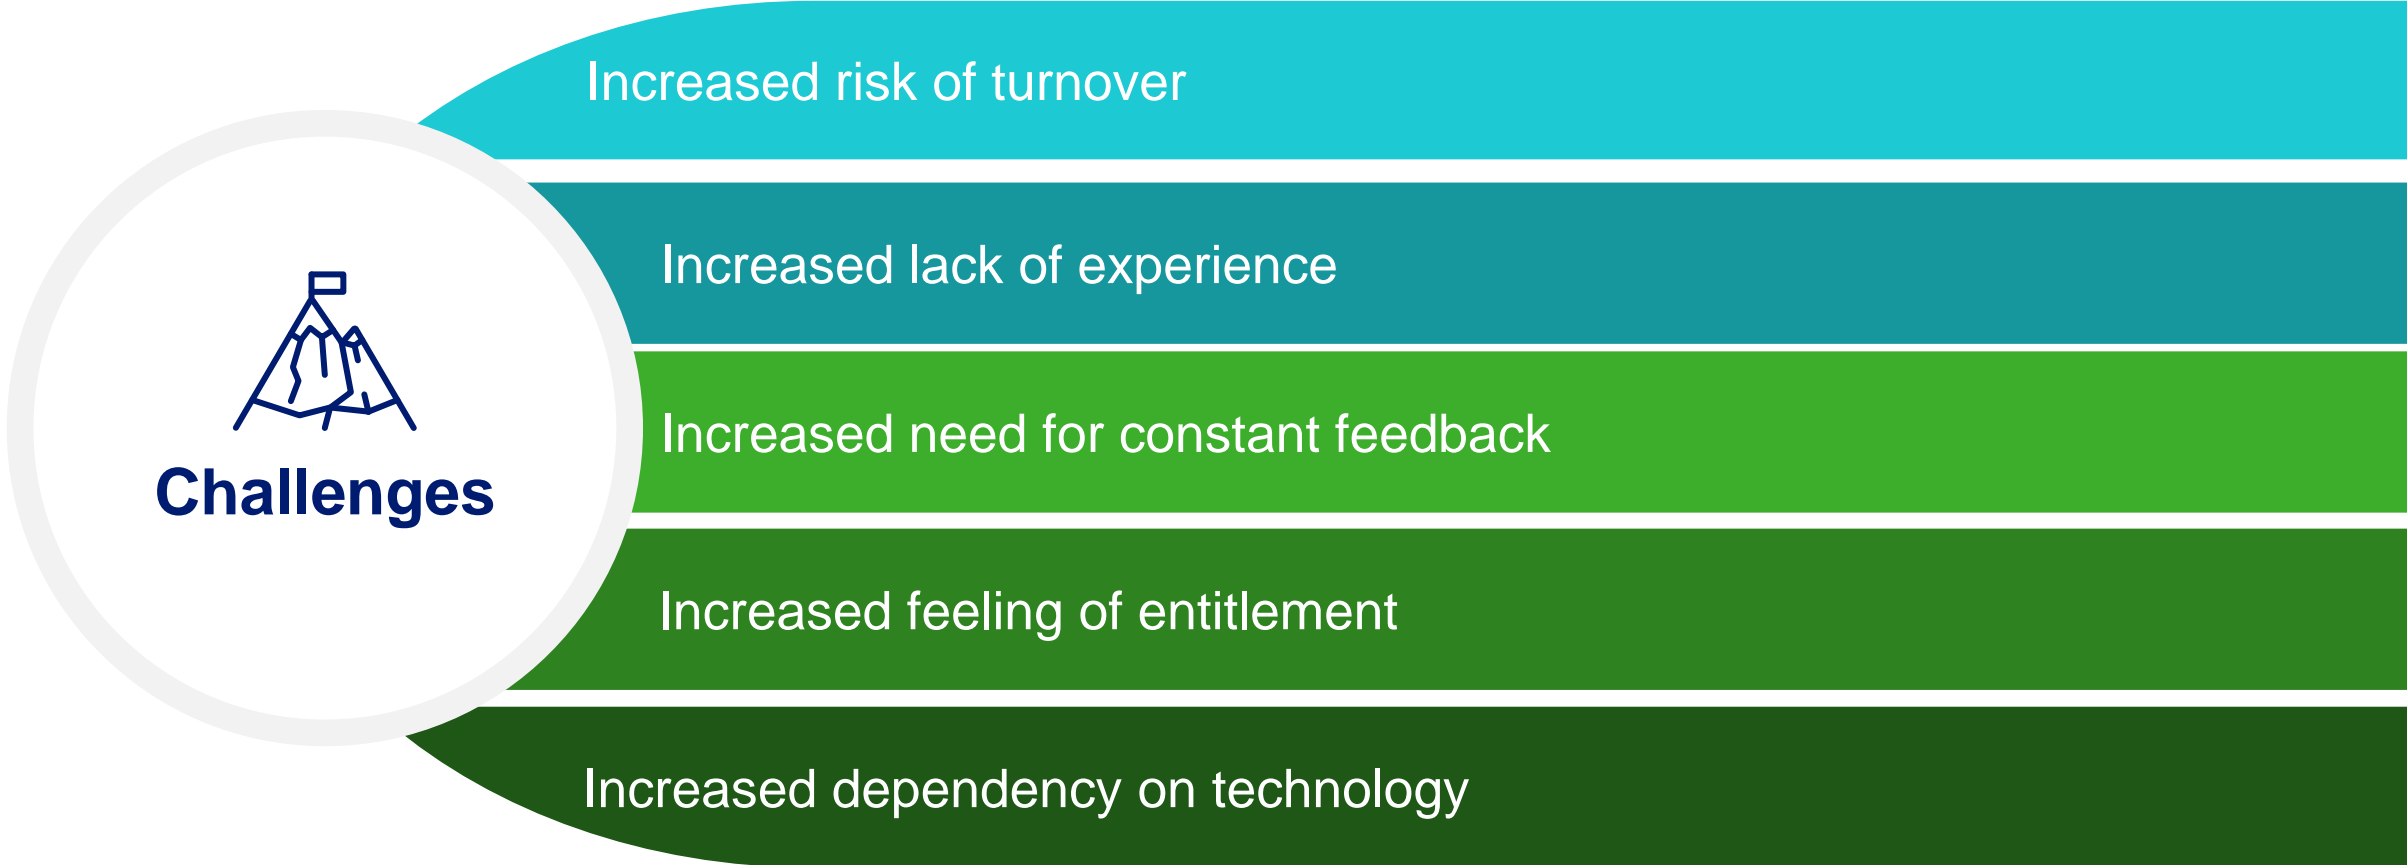 Increased risk of turnover
Increased lack of experience
Increased need for constant feedback
Challenges
Increased feeling of entitlement
Increased dependency on technology